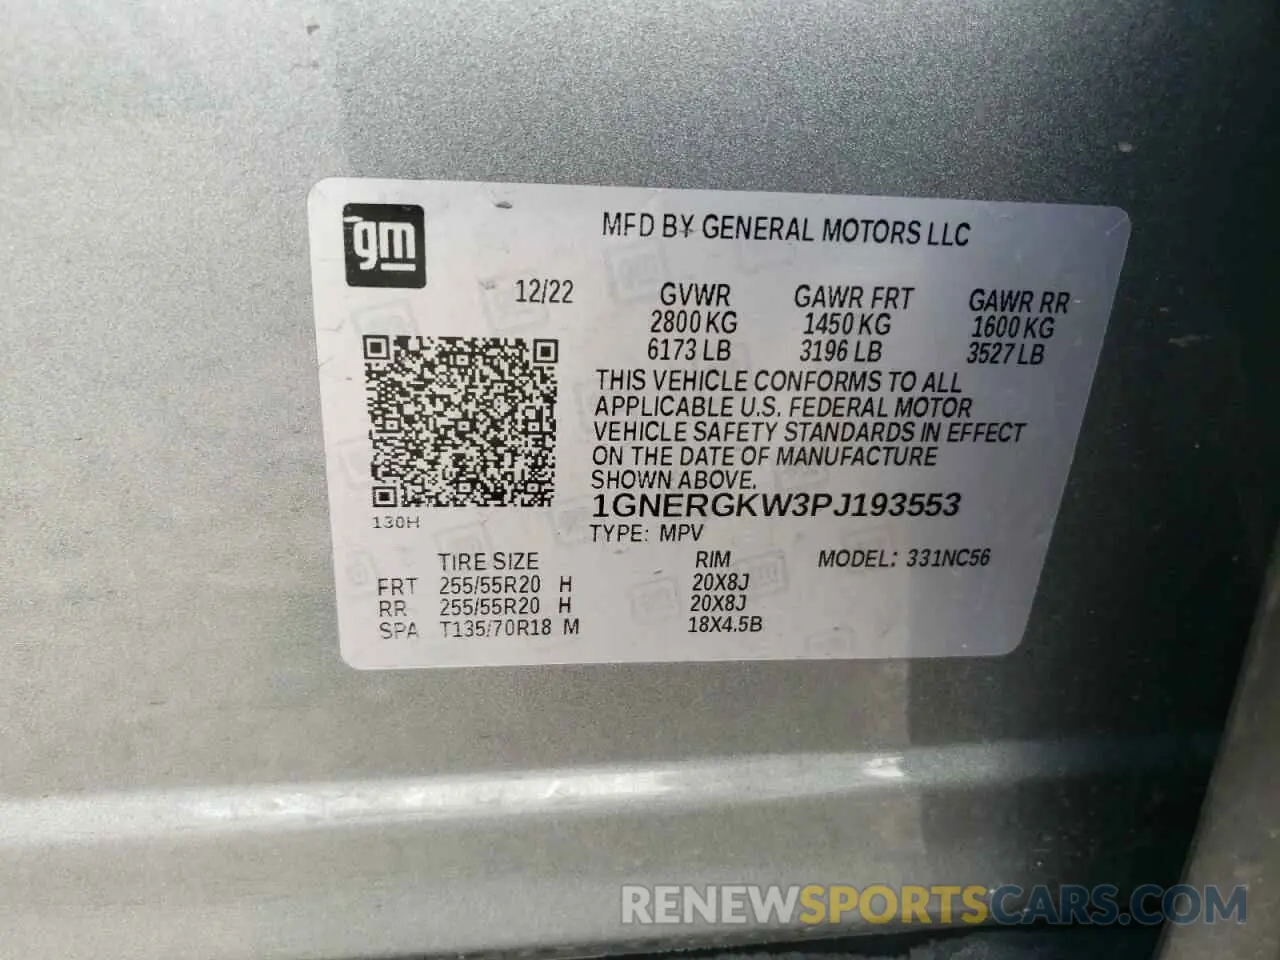 gm
MFD BY GENERAL MOTORS LLC
12/22 GVWR GAWR FRT GAWR RR
2800 KG 1450 KG 1600 KG
6173 LB 3196 LB 3527 LB
THIS VEHICLE CONFORMS TO ALL
APPLICABLE U.S. FEDERAL MOTOR
VEHICLE SAFETY STANDARDS IN EFFECT
ON THE DATE OF MANUFACTURE
SHOWN ABOVE.
1GNERGKW3PJ193553
130H
TYPE: MPV
TIRE SIZE RIM MODEL: 331NC56
FRT 255/55R20 H 20X8J
RR 255/55R20 H 20X8J
SPA T135/70R18 M 18X4.5B
RENEWSPORTSCARS.COM